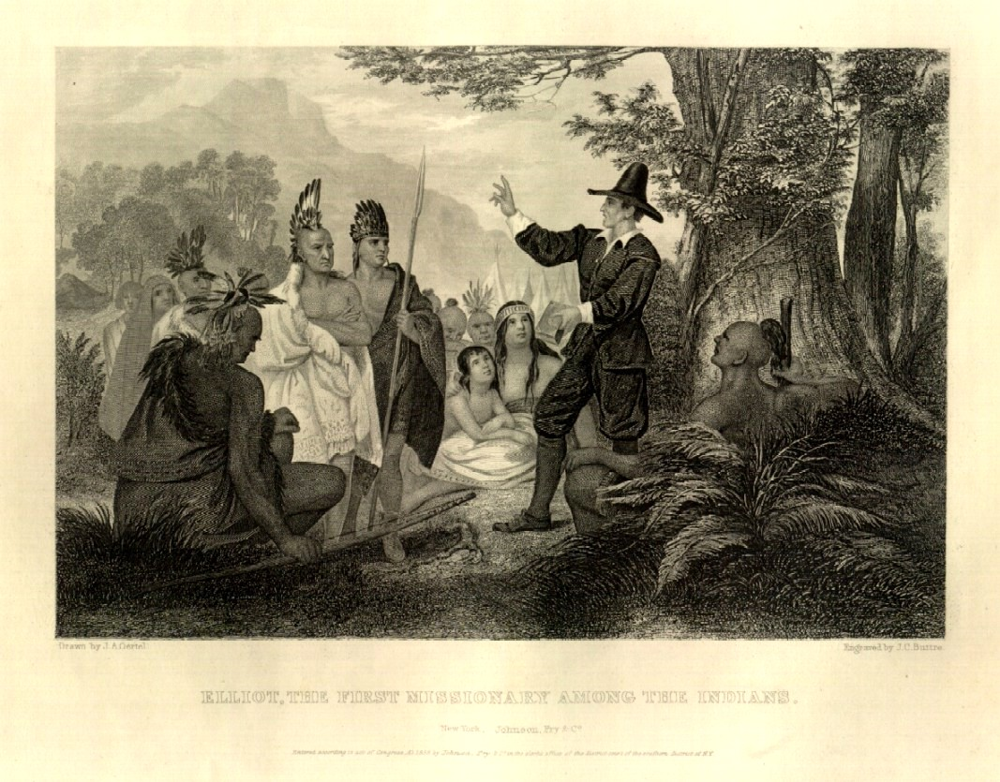 Drawn by J.A.Oertel.
Engraved by J.C.Buttre.
ELLIOT, THE FIRST MISSIONARY AMONG THE INDIANS.
New York, Johnson, Fry & Co.
Entered according to act of Congress AD 18 by Johnson, Fry & Co in the clerks office of the district court of the southern District of N.Y.